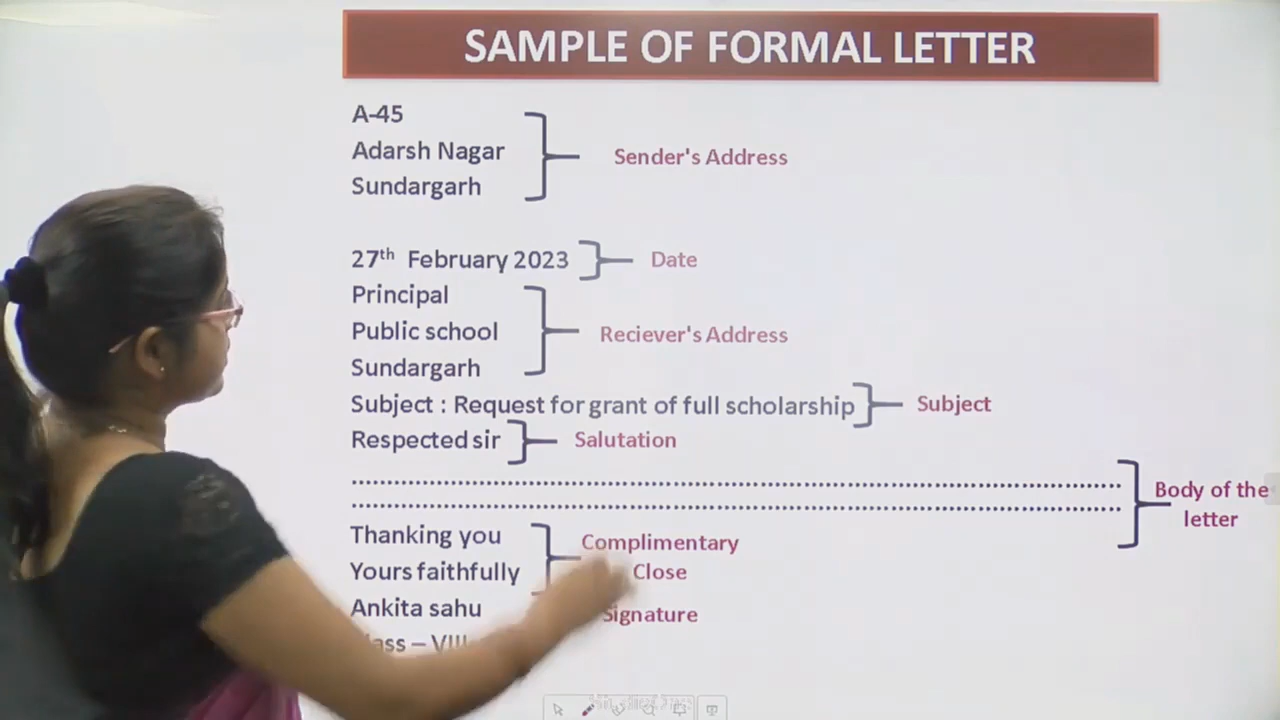 SAMPLE OF FORMAL LETTER
A-45
Adarsh Nagar
Sundargarh
Sender's Address
27th February 2023
Date
Principal
Public school
Sundargarh
Reciever's Address
Subject : Request for grant of full scholarship
Subject
Respected sir
Salutation
Body of the
letter
Thanking you
Yours faithfully
Complimentary
Close
Ankita sahu
Signature